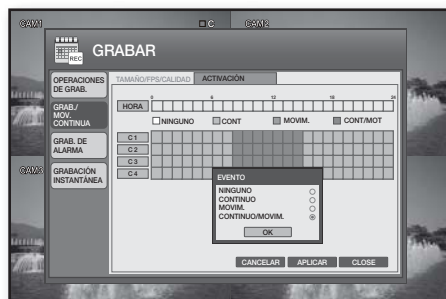 CAM1
C
CAM2
REC
GRABAR
OPERACIONES
DE GRAB.
TAMAÑO/FPS/CALIDAD
ACTIVACIÓN
GRAB./
MOV.
CONTINUA
GRAB. DE
ALARMA
GRABACIÓN
INSTANTÁNEA
CAM3
0 6 12 18 24
HORA
NINGUNO CONT MOVIM. CONT/MOT
C 1
C 2
C 3
C 4
EVENTO
NINGUNO
CONTINUO
MOVIM.
CONTINUO/MOVIM.
OK
CANCELAR
APLICAR
CLOSE